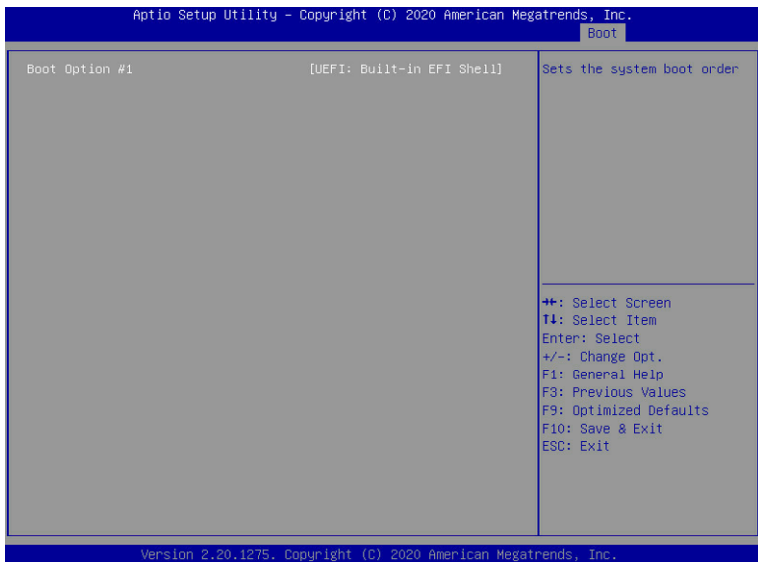 Aptio Setup Utility – Copyright (C) 2020 American Megatrends, Inc.
Boot
Boot Option #1 [UEFI: Built-in EFI Shell]
Sets the system boot order
→←: Select Screen
↑↓: Select Item
Enter: Select
+/-: Change Opt.
F1: General Help
F3: Previous Values
F9: Optimized Defaults
F10: Save & Exit
ESC: Exit
Version 2.20.1275. Copyright (C) 2020 American Megatrends, Inc.